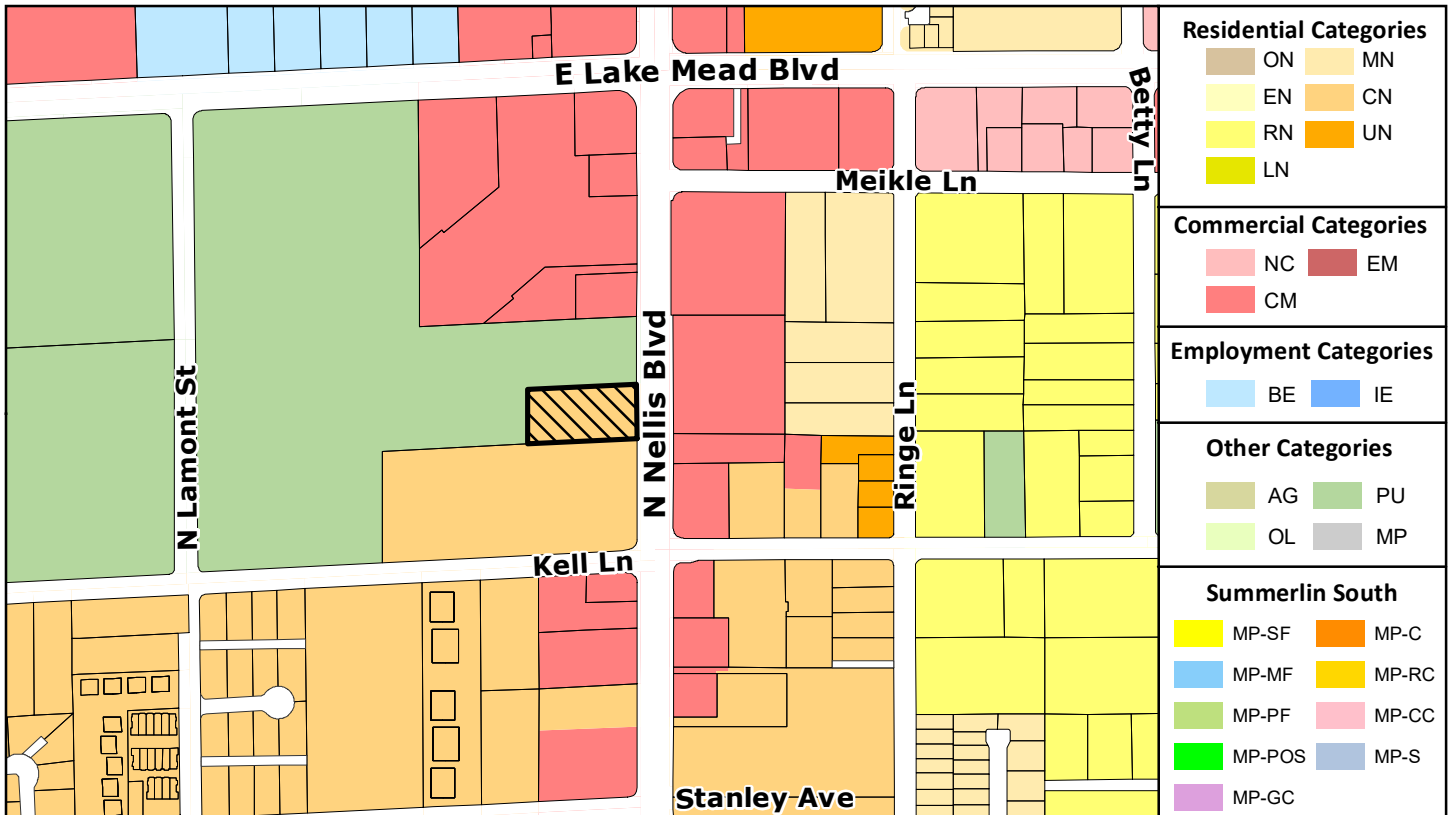 E Lake Mead Blvd
Betty Ln
Meikle Ln
N Lamont St
N Nellis Blvd
Ringe Ln
Kell Ln
Stanley Ave
Residential Categories
ON MN
EN CN
RN UN
LN
Commercial Categories
NC EM
CM
Employment Categories
BE IE
Other Categories
AG PU
OL MP
Summerlin South
MP-SF MP-C
MP-MF MP-RC
MP-PF MP-CC
MP-POS MP-S
MP-GC